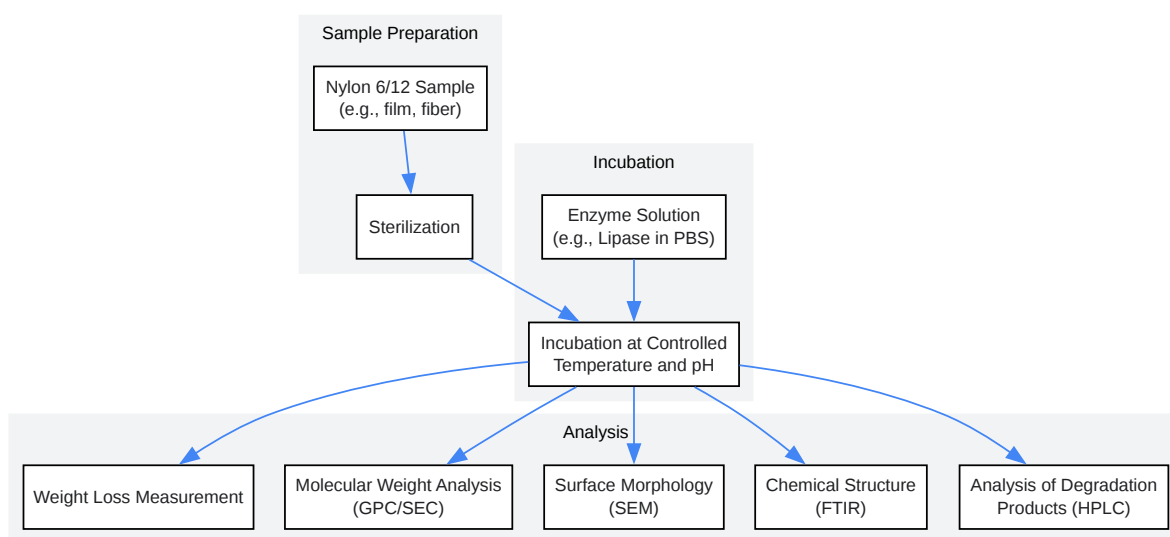 Sample Preparation
Nylon 6/12 Sample
(e.g., film, fiber)
Sterilization
Incubation
Enzyme Solution
(e.g., Lipase in PBS)
Incubation at Controlled
Temperature and pH
Analysis
Weight Loss Measurement
Molecular Weight Analysis
(GPC/SEC)
Surface Morphology
(SEM)
Chemical Structure
(FTIR)
Analysis of Degradation
Products (HPLC)